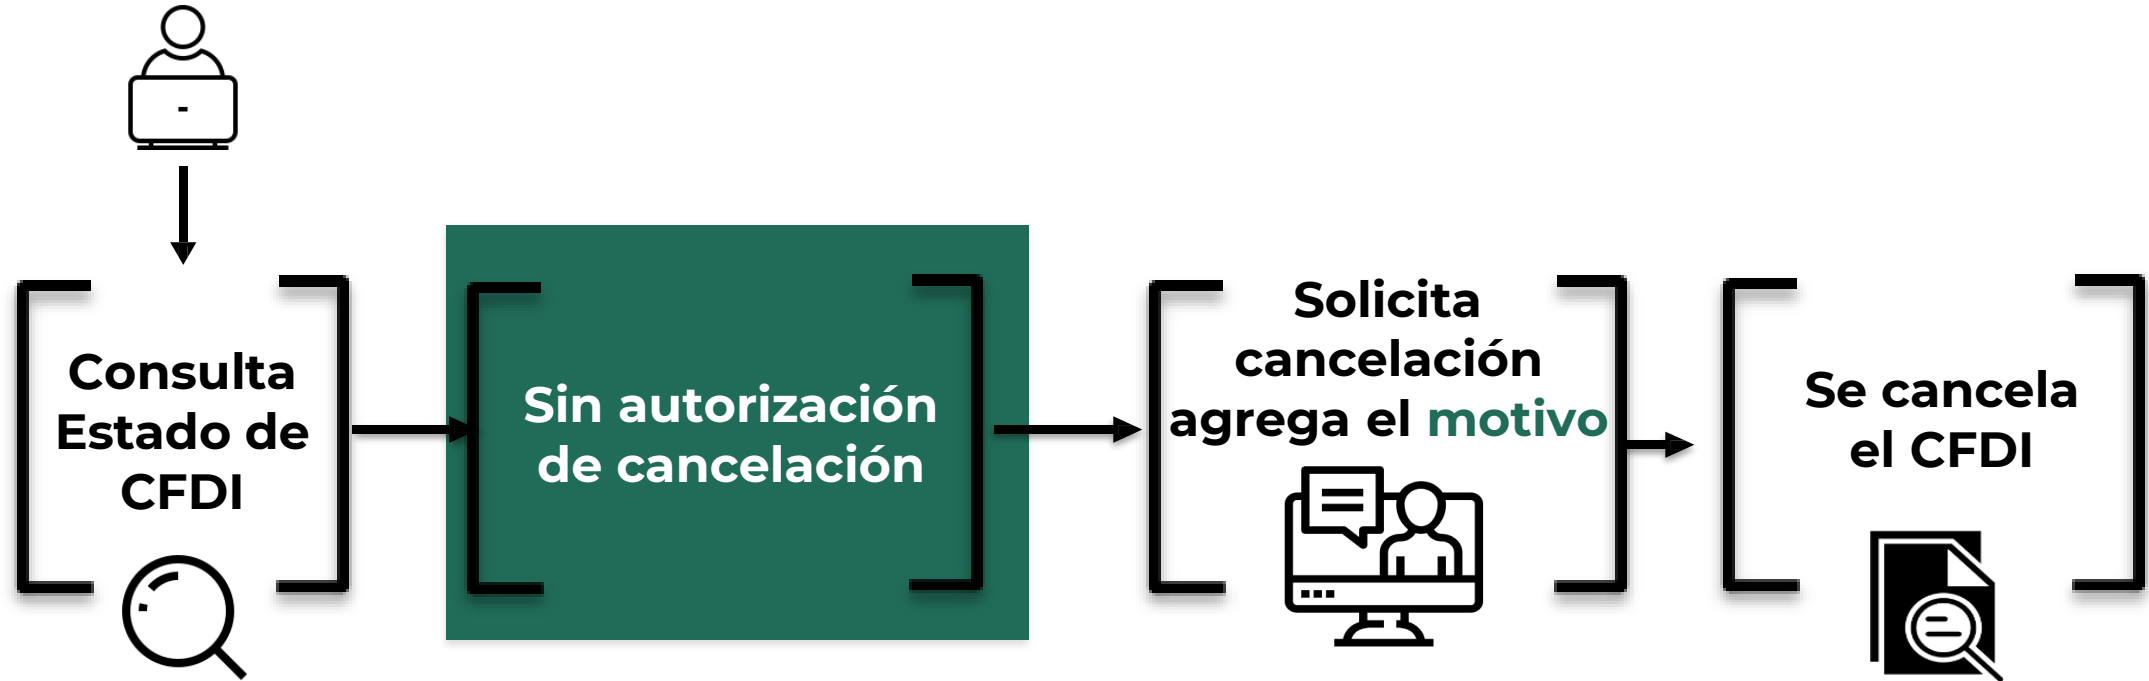 Consulta
Estado de
CFDI
Sin autorización
de cancelación
Solicita
cancelación
agrega el motivo
Se cancela
el CFDI